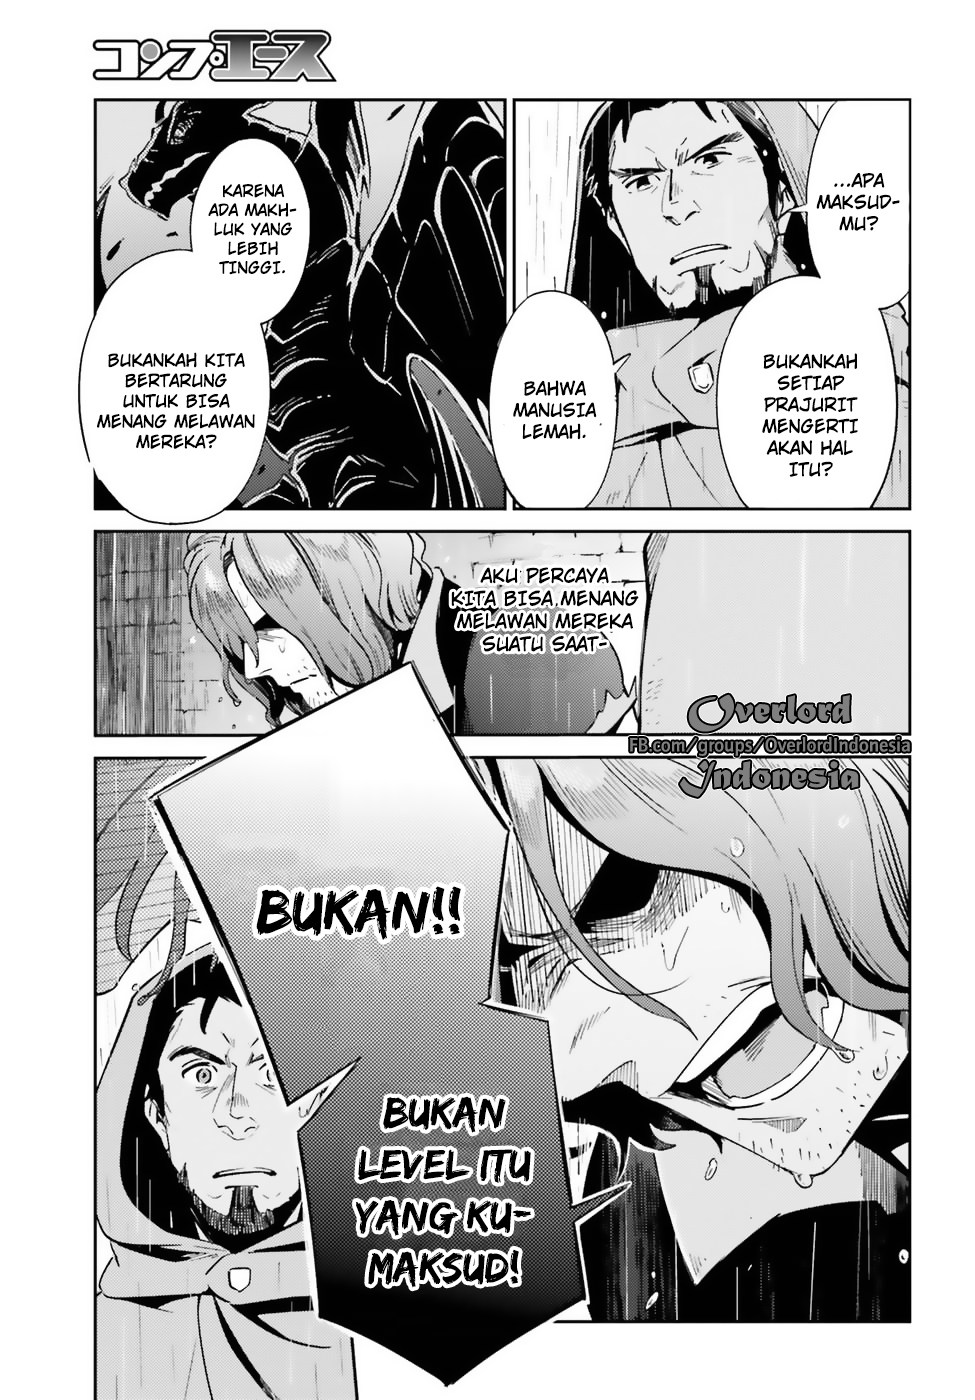 コンプエース
...APA
MAKSUD-
MU?
BUKANKAH
SETIAP
PRAJURIT
MENGERTI
AKAN HAL
ITU?
BAHWA
MANUSIA
LEMAH.
KARENA
ADA MAKH-
LUK YANG
LEBIH
TINGGI.
BUKANKAH KITA
BERTARUNG
UNTUK BISA
MENANG MELAWAN
MEREKA?
AKU PERCAYA
KITA BISA MENANG
MELAWAN MEREKA
SUATU SAAT-
Overlord
FB.com/groups/OverlordIndonesia
Indonesia
BUKAN!!
BUKAN
LEVEL ITU
YANG KU-
MAKSUD!